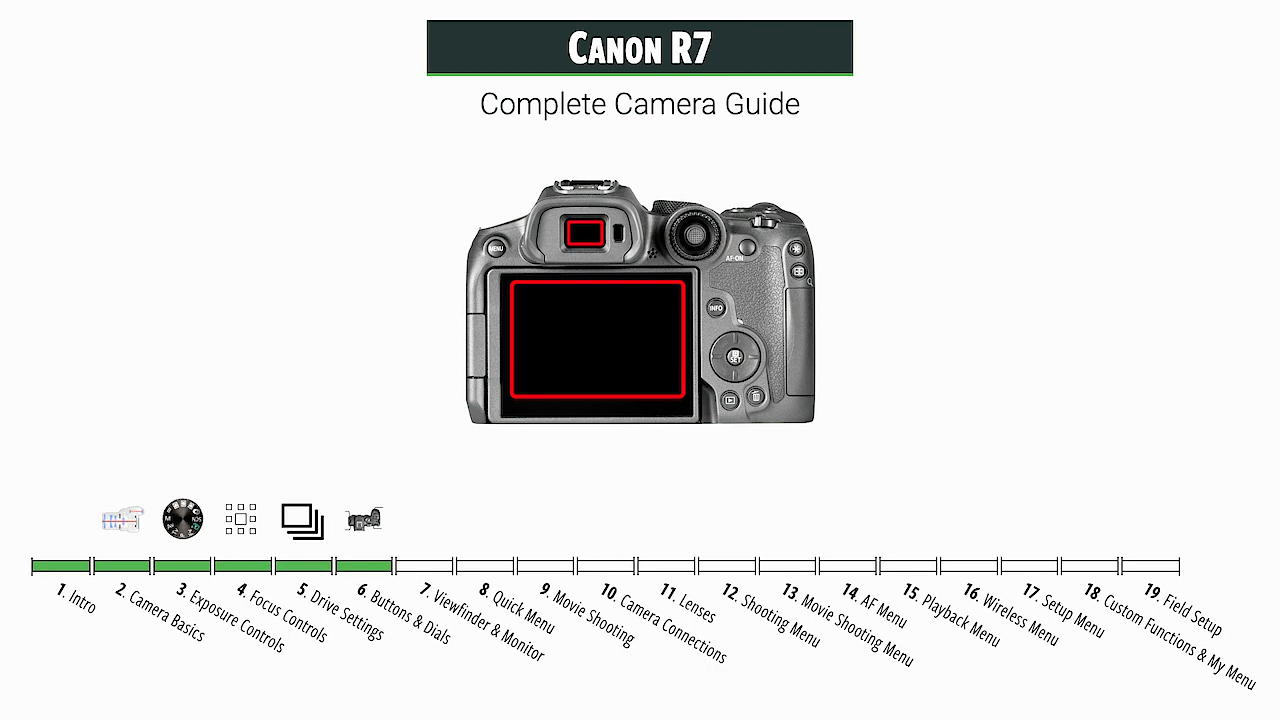 CANON R7
Complete Camera Guide
MENU
AF-ON
INFO
SET
1. Intro
2. Camera Basics
3. Exposure Controls
4. Focus Controls
5. Drive Settings
6. Buttons & Dials
7. Viewfinder & Monitor
8. Quick Menu
9. Movie Shooting
10. Camera Connections
11. Lenses
12. Shooting Menu
13. Movie Shooting Menu
14. AF Menu
15. Playback Menu
16. Wireless Menu
17. Setup Menu
18. Custom Functions & My Menu
19. Field Setup